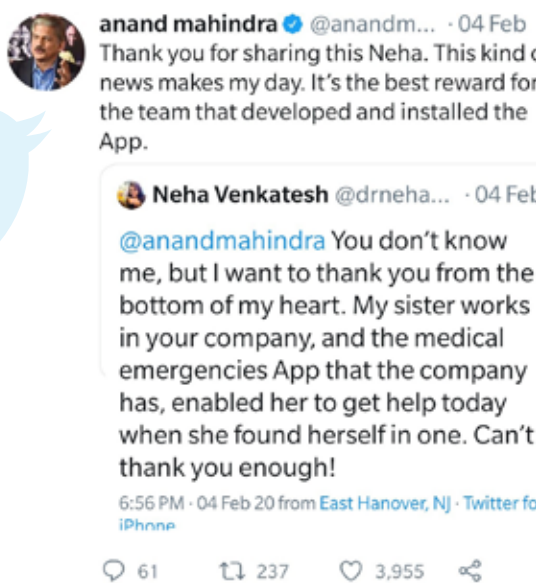 anand mahindra @anandm... · 04 Feb
Thank you for sharing this Neha. This kind
news makes my day. It's the best reward for
the team that developed and installed the
App.
Neha Venkatesh @drneha... · 04 Feb
@anandmahindra You don't know
me, but I want to thank you from the
bottom of my heart. My sister works
in your company, and the medical
emergencies App that the company
has, enabled her to get help today
when she found herself in one. Can't
thank you enough!
6:56 PM · 04 Feb 20 from East Hanover, NJ · Twitter
iPhone
61 237 3,955